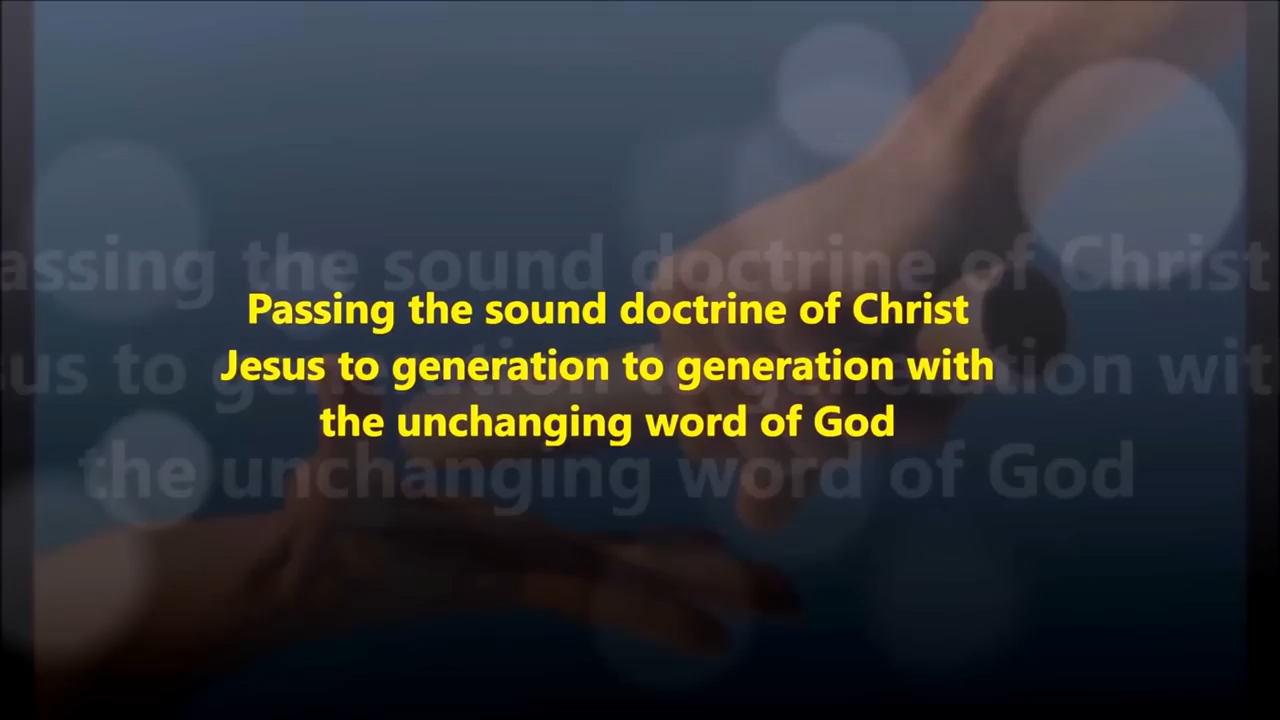 Passing the sound doctrine of Christ
Jesus to generation to generation with
the unchanging word of God